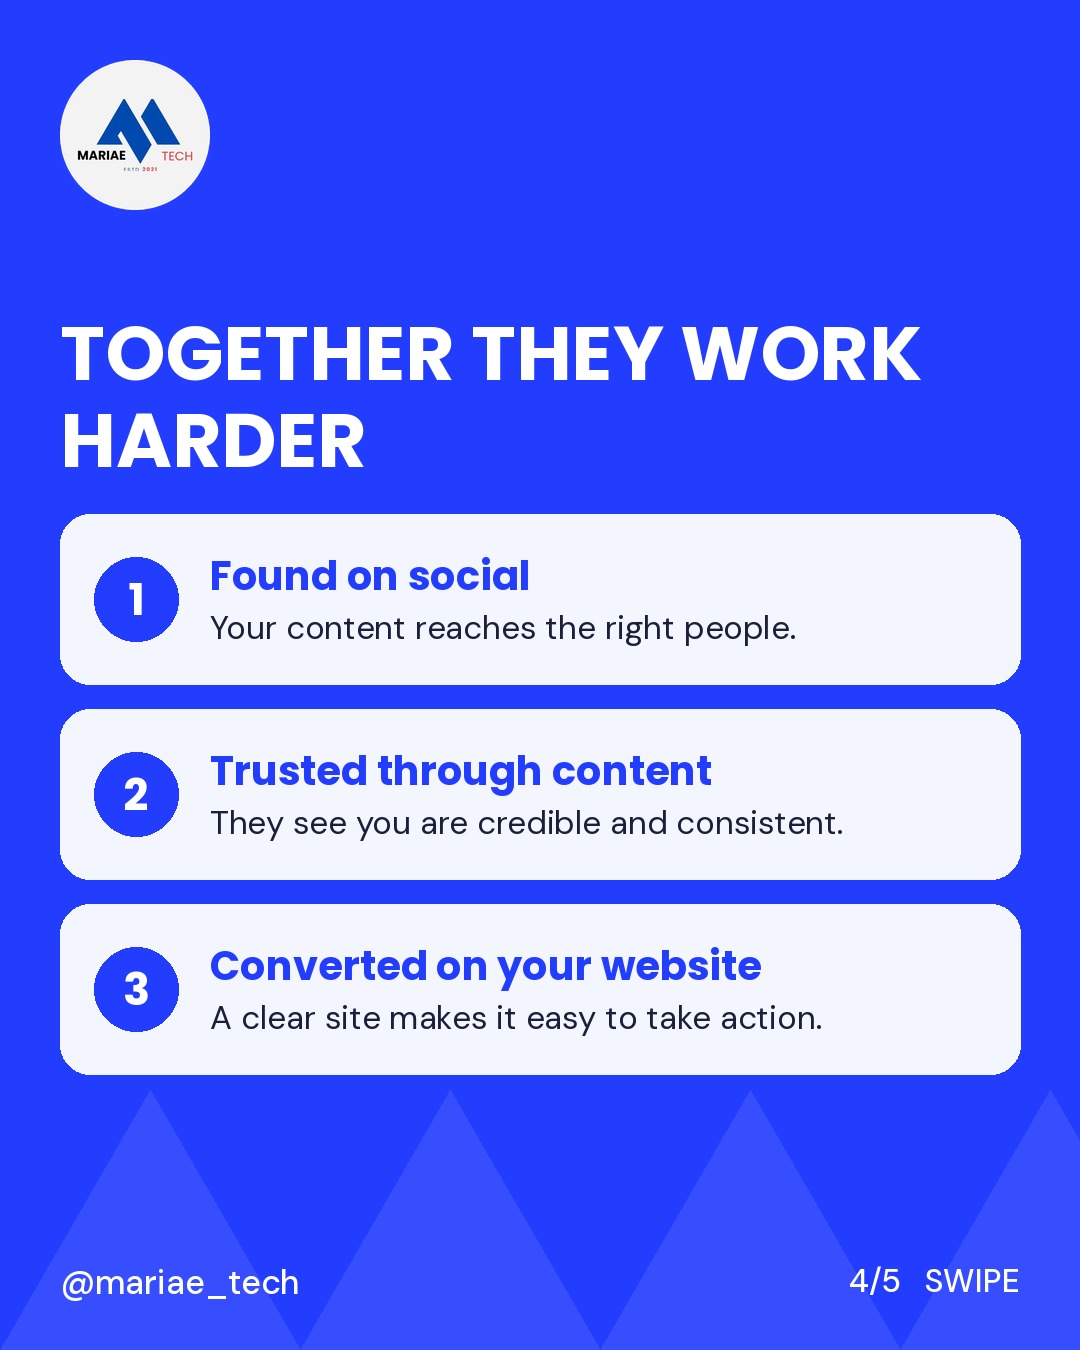 MARIAE TECH
ESTD 2021
TOGETHER THEY WORK
HARDER
1
Found on social
Your content reaches the right people.
2
Trusted through content
They see you are credible and consistent.
3
Converted on your website
A clear site makes it easy to take action.
@mariae_tech
4/5 SWIPE